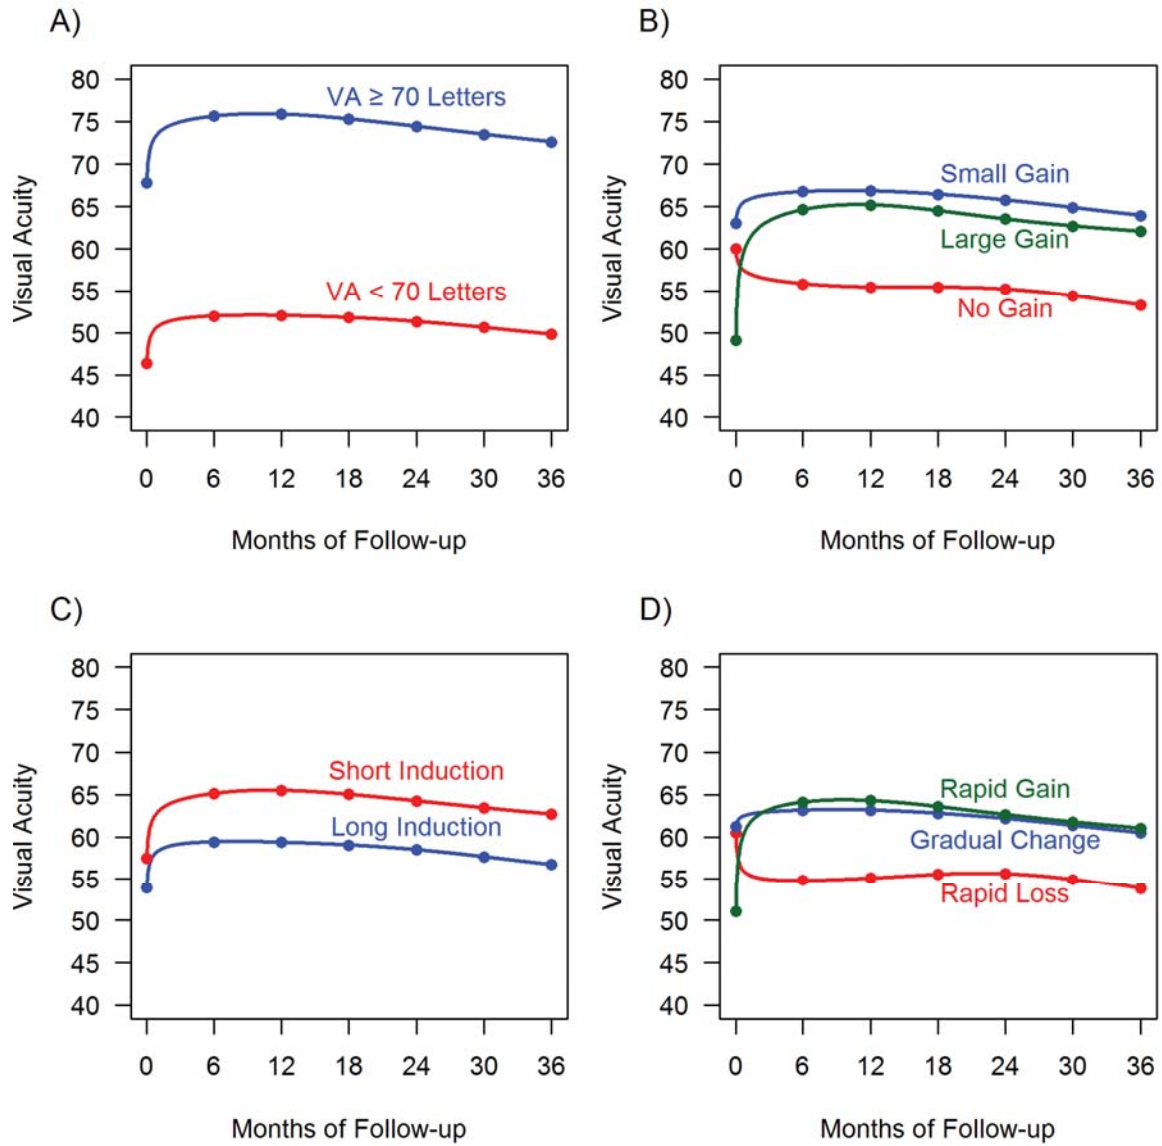 A)
80
75
70
65
60
55
50
45
40
Visual Acuity
VA ≥ 70 Letters
VA < 70 Letters
0 6 12 18 24 30 36
Months of Follow-up
B)
80
75
70
65
60
55
50
45
40
Visual Acuity
Small Gain
Large Gain
No Gain
0 6 12 18 24 30 36
Months of Follow-up
C)
80
75
70
65
60
55
50
45
40
Visual Acuity
Short Induction
Long Induction
0 6 12 18 24 30 36
Months of Follow-up
D)
80
75
70
65
60
55
50
45
40
Visual Acuity
Rapid Gain
Gradual Change
Rapid Loss
0 6 12 18 24 30 36
Months of Follow-up